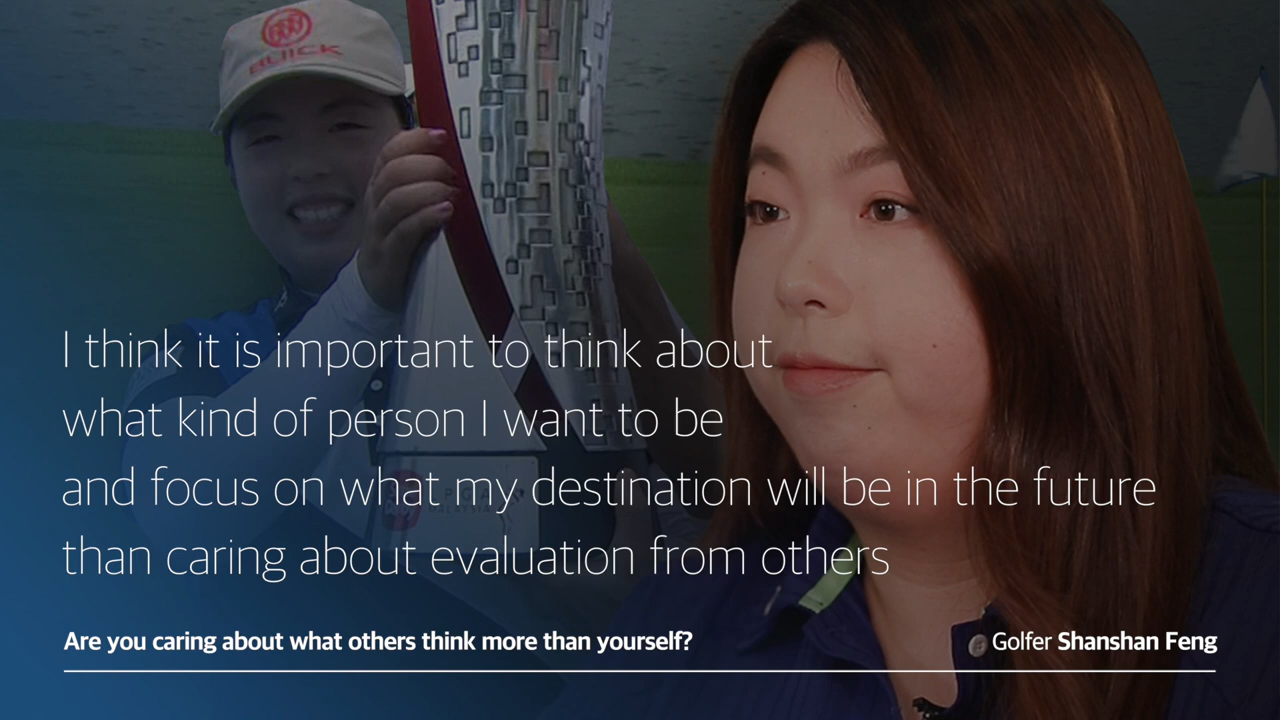 BUICK
I think it is important to think about
what kind of person I want to be
and focus on what my destination will be in the future
than caring about evaluation from others
Are you caring about what others think more than yourself?
Golfer Shanshan Feng